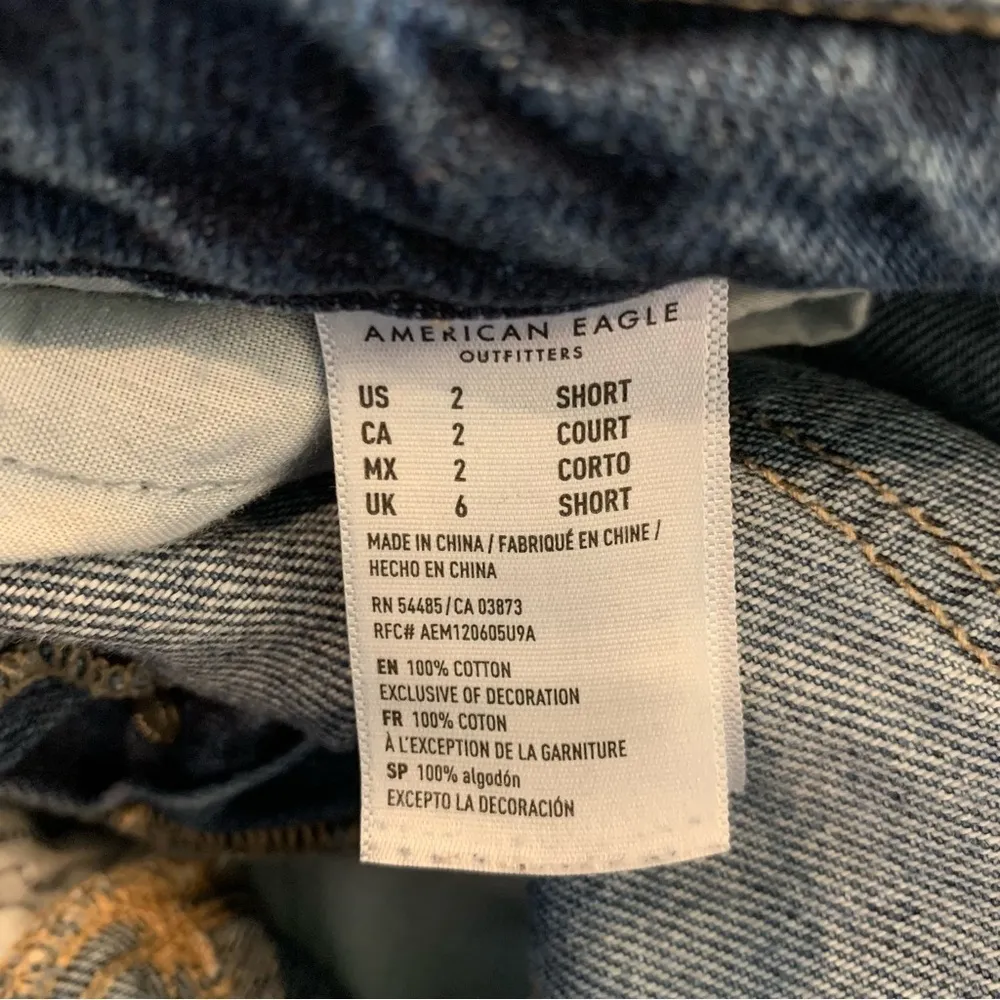 AMERICAN EAGLE
OUTFITTERS
US 2 SHORT
CA 2 COURT
MX 2 CORTO
UK 6 SHORT
MADE IN CHINA / FABRIQUÉ EN CHINE /
HECHO EN CHINA
RN 54485/CA 03873
RFC# AEM120605U9A
EN 100% COTTON
EXCLUSIVE OF DECORATION
FR 100% COTON
À L'EXCEPTION DE LA GARNITURE
SP 100% algodón
EXCEPTO LA DECORACIÓN